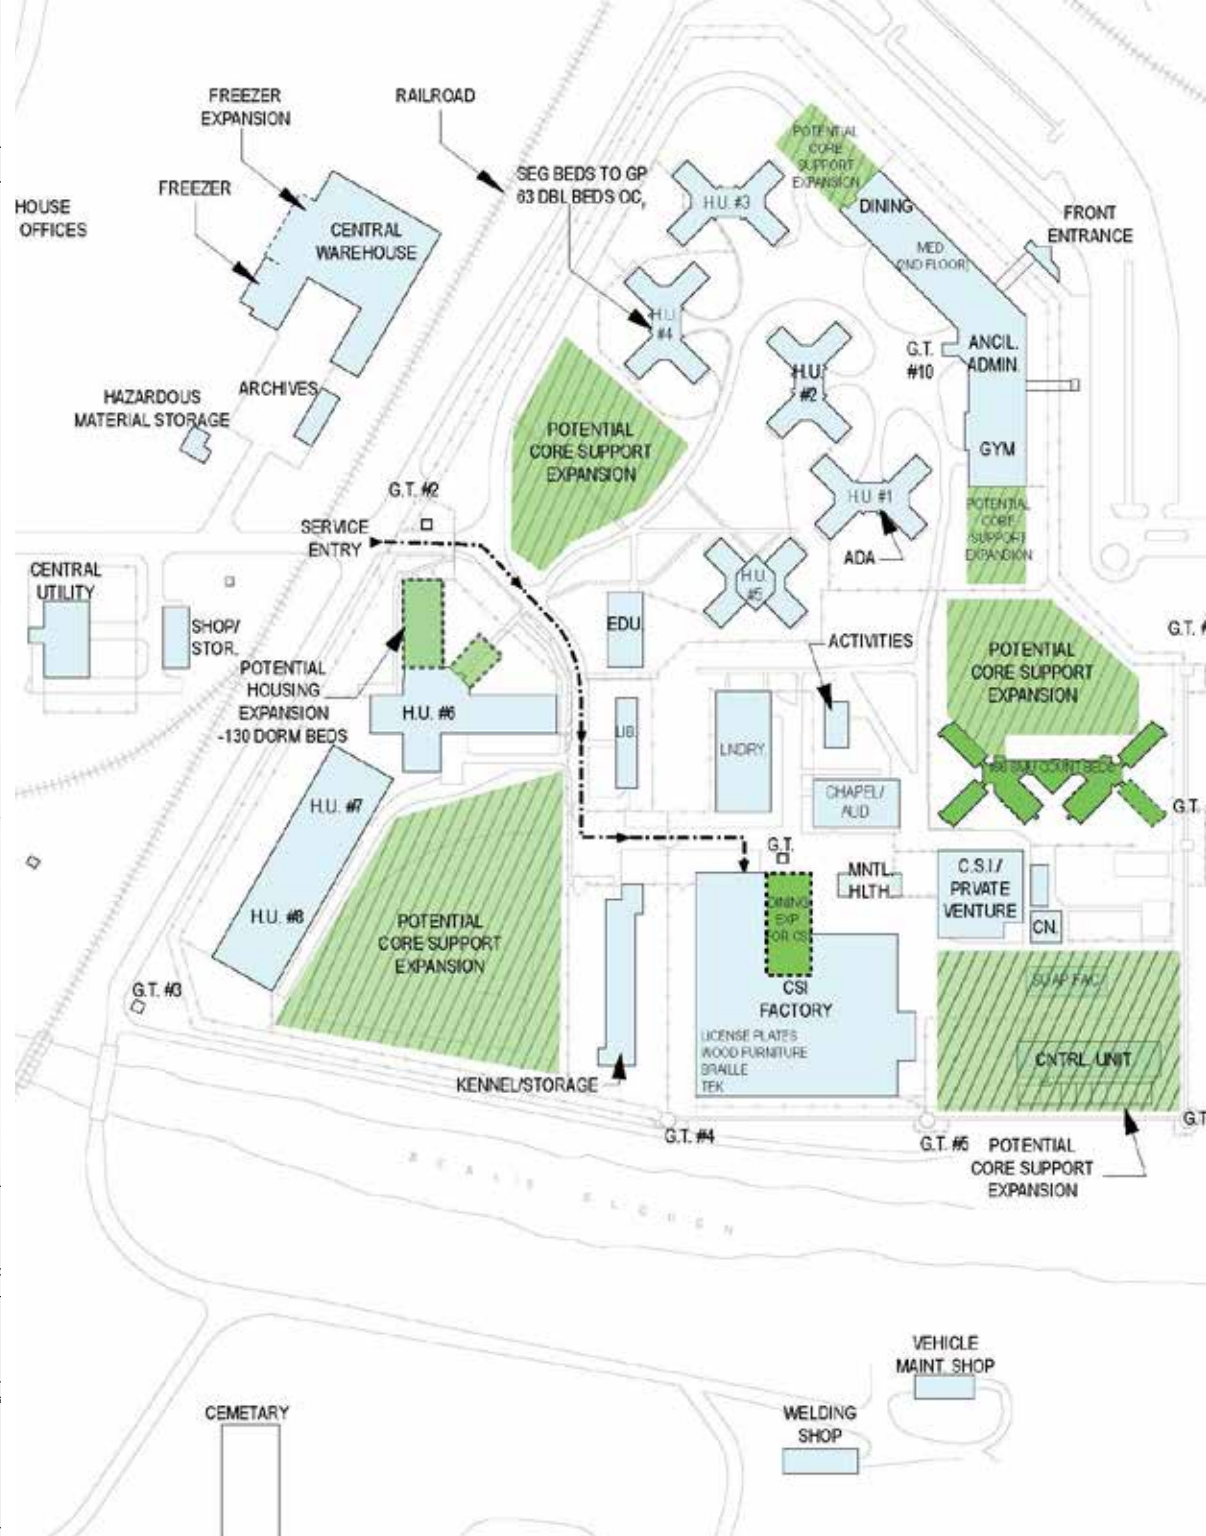 FREEZER
EXPANSION
RAILROAD
FREEZER
HOUSE
OFFICES
CENTRAL
WAREHOUSE
SEG BEDS TO GP
63 DBL BEDS OC,
POTENTIAL
CORE
SUPPORT
EXPANSION
H.U. #3
DINING
MED
(2ND FLOOR)
FRONT
ENTRANCE
H.U.
#4
G.T.
#10
ANCIL.
ADMIN.
H.U.
#2
HAZARDOUS
MATERIAL STORAGE
ARCHIVES
POTENTIAL
CORE SUPPORT
EXPANSION
GYM
G.T. #2
H.U. #1
POTENTIAL
CORE
SUPPORT
EXPANSION
SERVICE
ENTRY
ADA
CENTRAL
UTILITY
H.U.
#5
SHOP/
STOR.
EDU
ACTIVITIES
G.T. #
POTENTIAL
HOUSING
EXPANSION
-130 DORM BEDS
POTENTIAL
CORE SUPPORT
EXPANSION
H.U. #6
LIB.
LNDRY
COUNT BEDS
H.U. #7
CHAPEL/
AUD
G.T.
G.T.
MNTL.
HLTH.
C.S.I./
PRVATE
VENTURE
H.U. #8
DINING
EXP
FOR CSI
CN.
POTENTIAL
CORE SUPPORT
EXPANSION
G.T. #3
CSI
FACTORY
SOAP FAC
LICENSE PLATES
WOOD FURNITURE
BRAILLE
TEK
CNTRL. UNIT
KENNEL/STORAGE
G.T. #4
G.T. #5
G.T
POTENTIAL
CORE SUPPORT
EXPANSION
SLOUGH
VEHICLE
MAINT. SHOP
CEMETARY
WELDING
SHOP